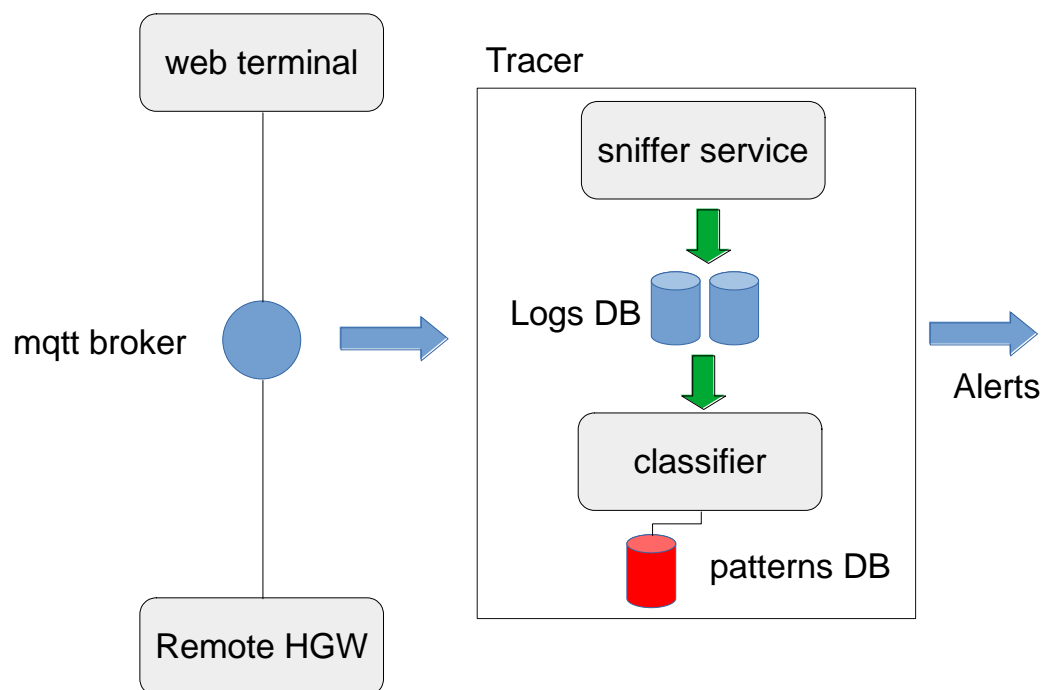 web terminal
Tracer
sniffer service
Logs DB
mqtt broker
Alerts
classifier
patterns DB
Remote HGW